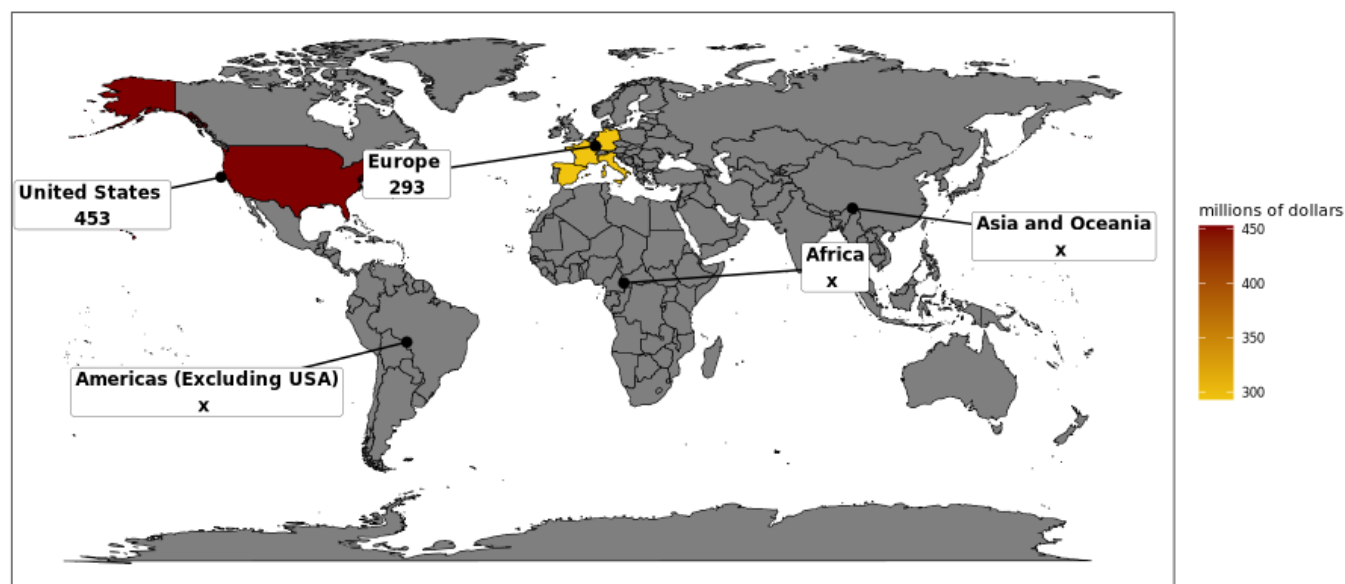 Europe
293
United States
453
Asia and Oceania
x
Africa
x
Americas (Excluding USA)
x
millions of dollars
450
400
350
300